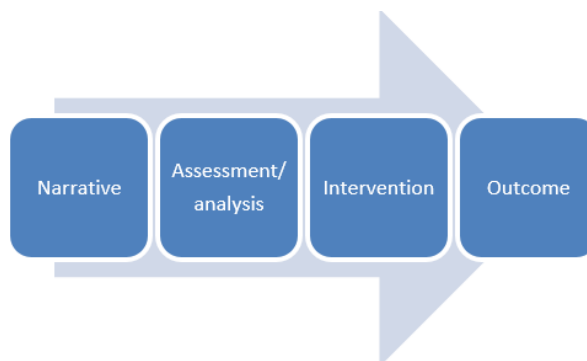 Narrative
Assessment/
analysis
Intervention
Outcome